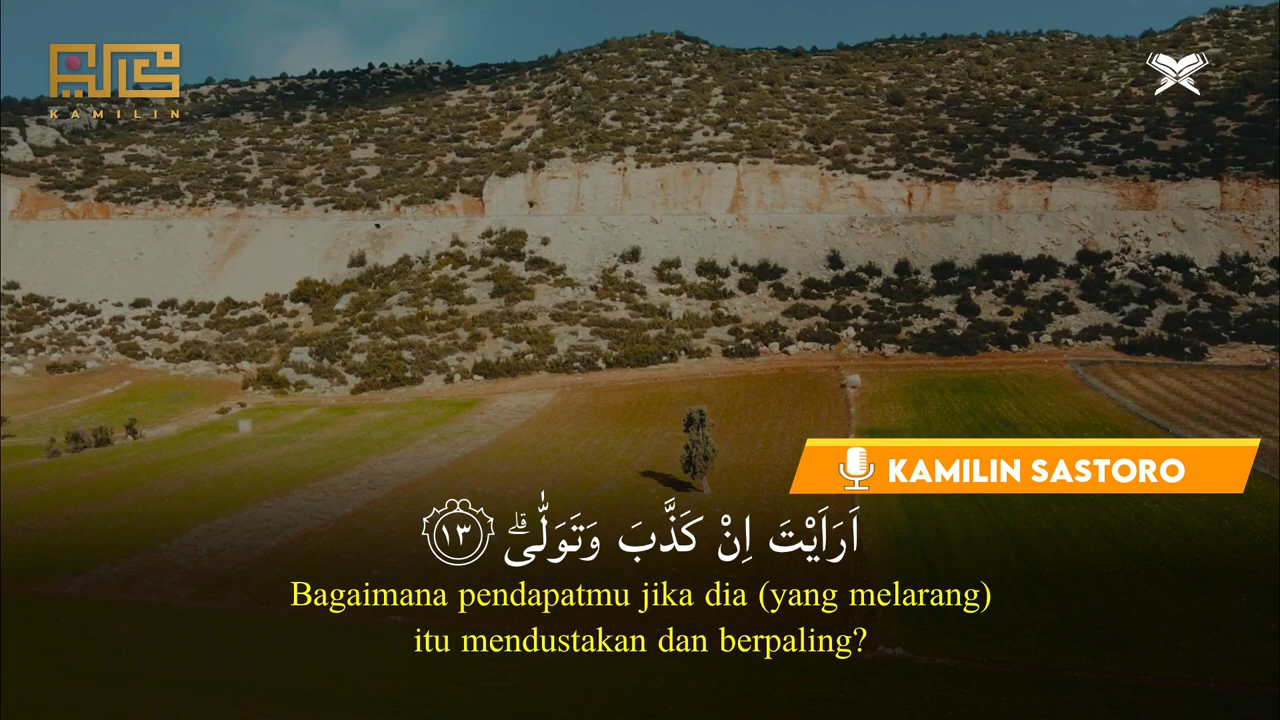 KAMILIN
KAMILIN SASTORO
اَرَاَيْتَ اِنْ كَذَّبَ وَتَوَلّٰىۗ ١٣
Bagaimana pendapatmu jika dia (yang melarang)
itu mendustakan dan berpaling?